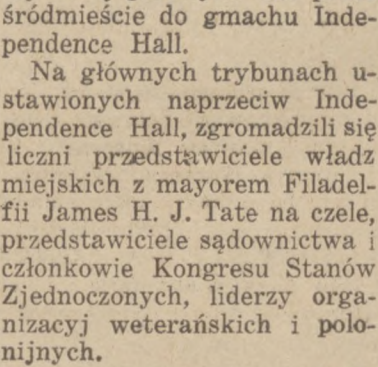 śródmieście do gmachu Inde-
pendence Hall.
Na głównych trybunach u-
stawionych naprzeciw Inde-
pendence Hall, zgromadzili się
liczni przedstawiciele władz
miejskich z mayorem Filadel-
fii James H. J. Tate na czele,
przedstawiciele sądownictwa i
członkowie Kongresu Stanów
Zjednoczonych, liderzy orga-
nizacyj weterańskich i polo-
nijnych.